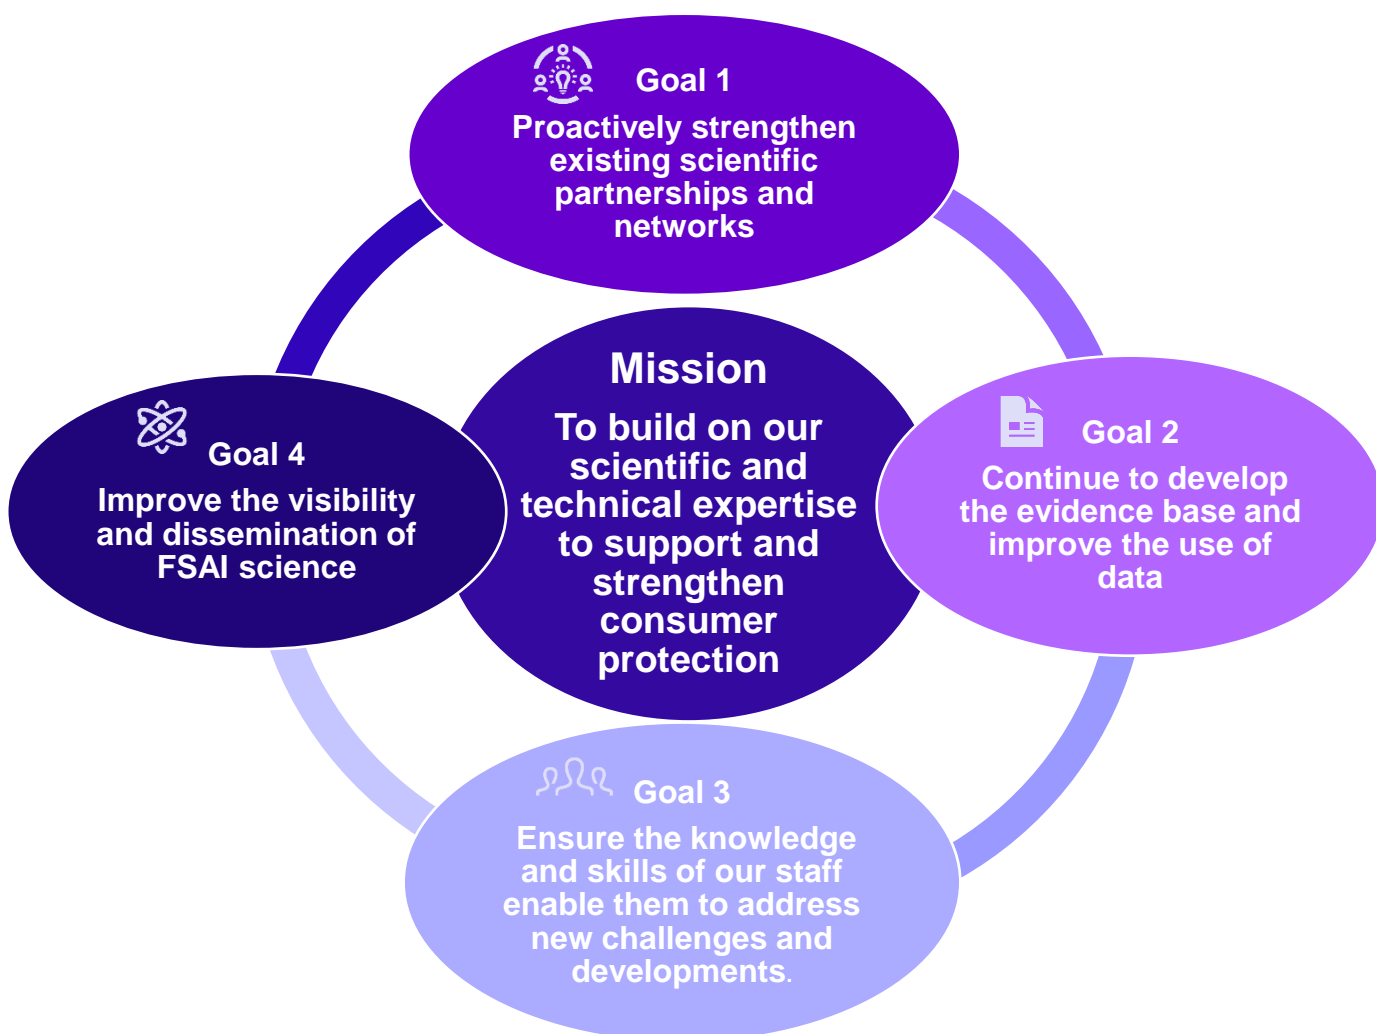 Goal 1
Proactively strengthen
existing scientific
partnerships and
networks
Mission
To build on our
scientific and
technical expertise
to support and
strengthen
consumer
protection
Goal 2
Continue to develop
the evidence base and
improve the use of
data
Goal 3
Ensure the knowledge
and skills of our staff
enable them to address
new challenges and
developments.
Goal 4
Improve the visibility
and dissemination of
FSAI science